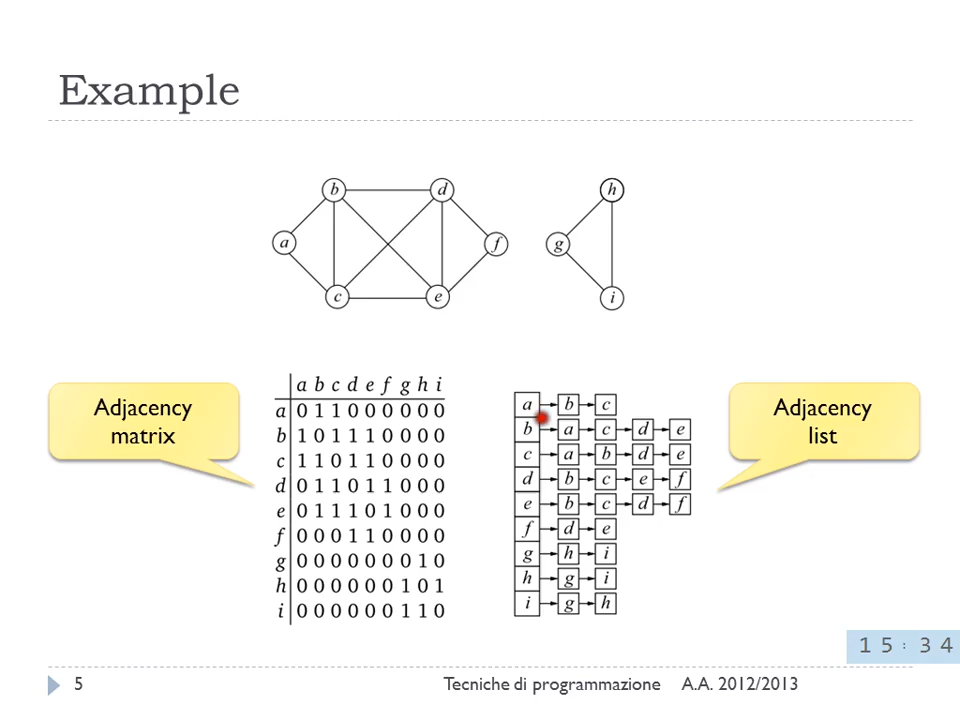 Example
b d h
a f g
c e i
Adjacency
matrix
a b c d e f g h i
a 0 1 1 0 0 0 0 0 0
b 1 0 1 1 1 0 0 0 0
c 1 1 0 1 1 0 0 0 0
d 0 1 1 0 1 1 0 0 0
e 0 1 1 1 0 1 0 0 0
f 0 0 0 1 1 0 0 0 0
g 0 0 0 0 0 0 0 1 0
h 0 0 0 0 0 0 1 0 1
i 0 0 0 0 0 0 1 1 0
a b c
b a c d e
c a b d e
d b c e f
e b c d f
f d e
g h i
h g i
i g h
Adjacency
list
15:34
5 Tecniche di programmazione A.A. 2012/2013